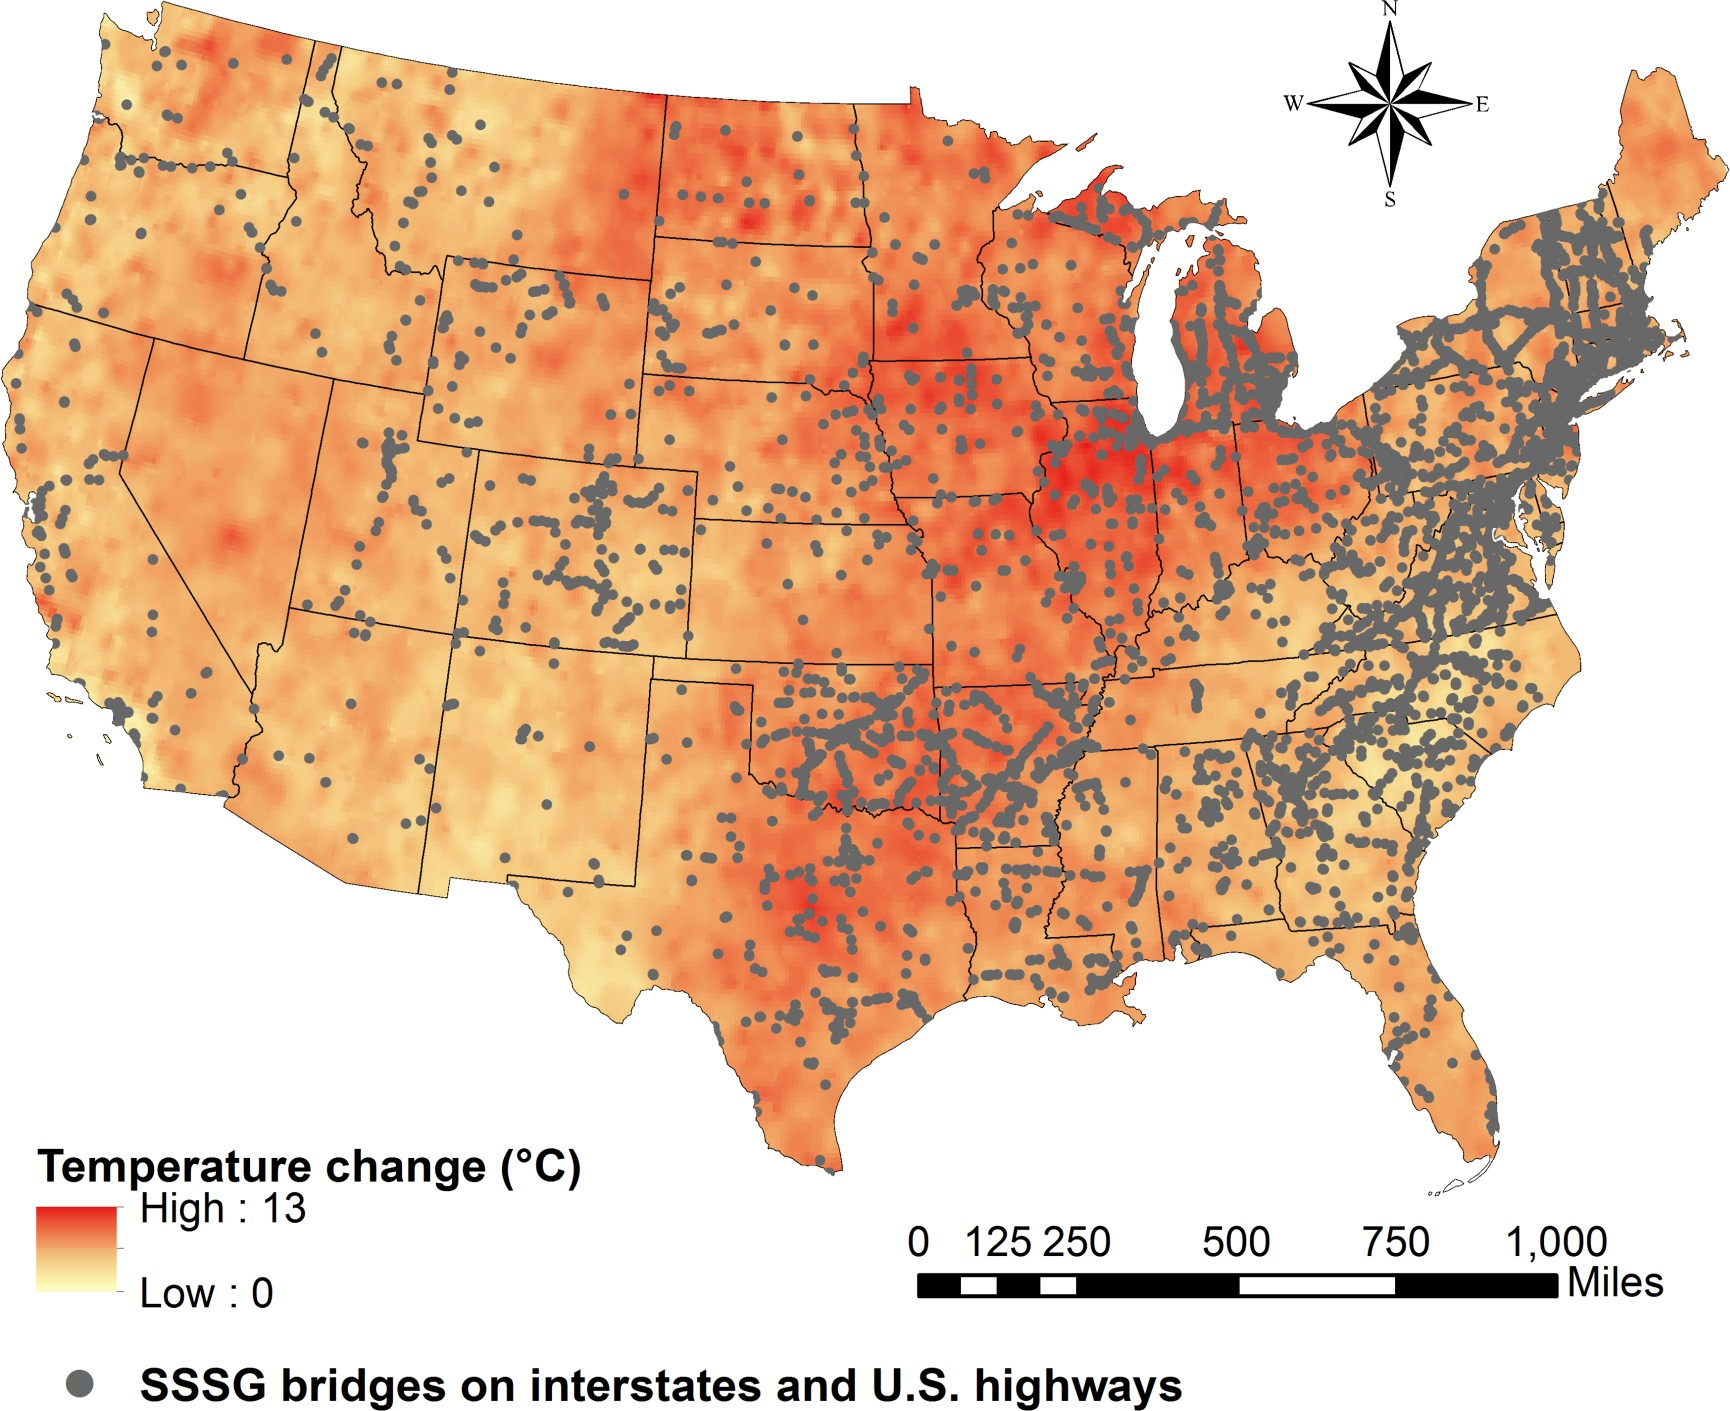 N
W E
S
Temperature change (°C)
High : 13
Low : 0
0 125 250 500 750 1,000
Miles
SSSG bridges on interstates and U.S. highways